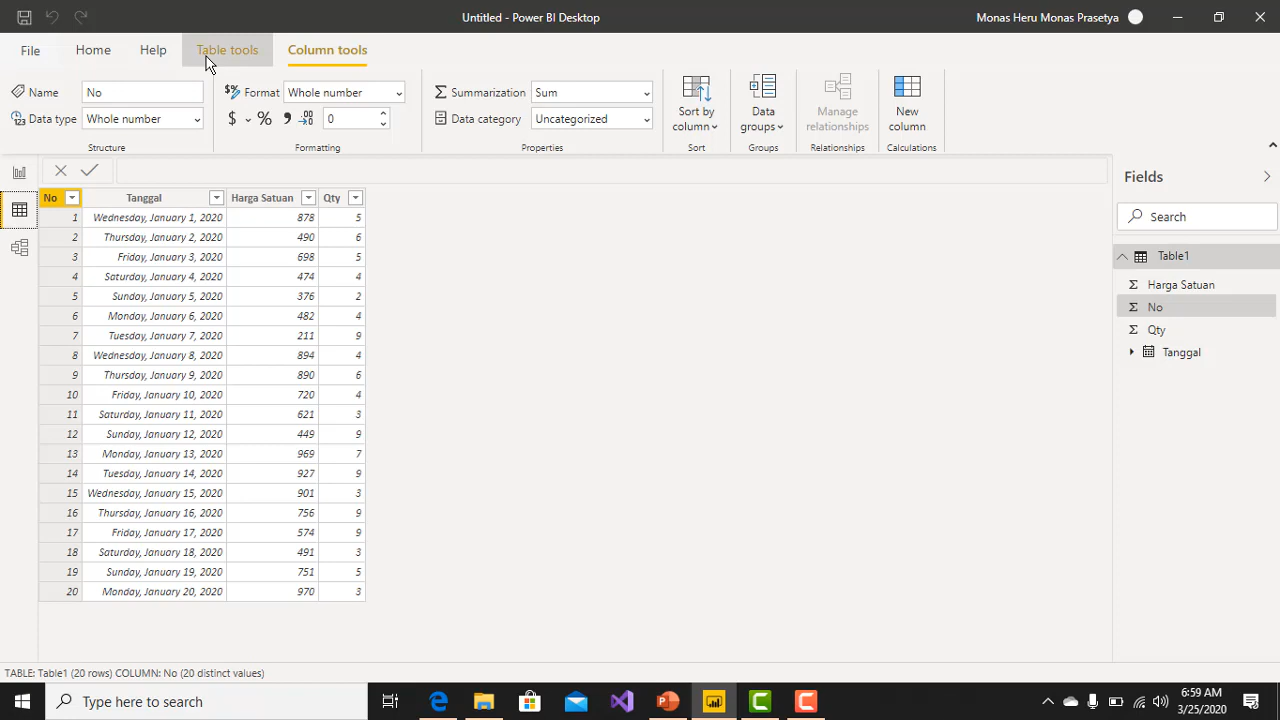 Untitled - Power BI Desktop
Monas Heru Monas Prasetya
File
Home
Help
Table tools
Column tools
Name
No
Format
Whole number
Summarization
Sum
Data type
Whole number
$
%
0
Data category
Uncategorized
Sort by column
Data groups
Manage relationships
New column
Structure
Formatting
Properties
Sort
Groups
Relationships
Calculations
No Tanggal Harga Satuan Qty
1 Wednesday, January 1, 2020 878 5
2 Thursday, January 2, 2020 490 6
3 Friday, January 3, 2020 698 5
4 Saturday, January 4, 2020 474 4
5 Sunday, January 5, 2020 376 2
6 Monday, January 6, 2020 482 4
7 Tuesday, January 7, 2020 211 9
8 Wednesday, January 8, 2020 894 4
9 Thursday, January 9, 2020 890 6
10 Friday, January 10, 2020 720 4
11 Saturday, January 11, 2020 621 3
12 Sunday, January 12, 2020 449 9
13 Monday, January 13, 2020 969 7
14 Tuesday, January 14, 2020 927 9
15 Wednesday, January 15, 2020 901 3
16 Thursday, January 16, 2020 756 9
17 Friday, January 17, 2020 574 9
18 Saturday, January 18, 2020 491 3
19 Sunday, January 19, 2020 751 5
20 Monday, January 20, 2020 970 3
Fields
Search
Table1
Harga Satuan
No
Qty
Tanggal
TABLE: Table1 (20 rows) COLUMN: No (20 distinct values)
Type here to search
6:59 AM
3/25/2020